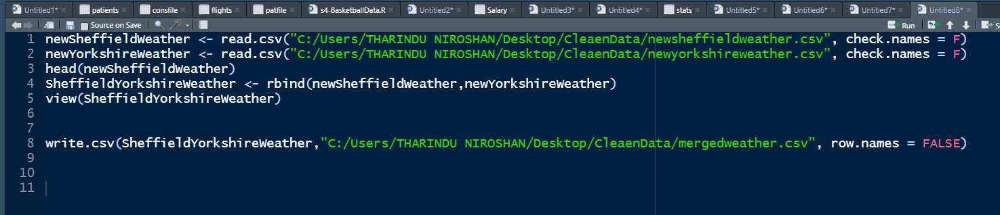 Untitled1* patients consfile flights patfile s4-BasketballData.R Untitled2* Salary Untitled3* Untitled4* stats Untitled5* Untitled6* Untitled7* Untitled8*
Source on Save Run
1 newSheffieldWeather <- read.csv("C:/Users/THARINDU NIROSHAN/Desktop/CleaenData/newsheffieldweather.csv", check.names = F)
2 newYorkshireWeather <- read.csv("C:/Users/THARINDU NIROSHAN/Desktop/CleaenData/newyorkshireweather.csv", check.names = F)
3 head(newSheffieldWeather)
4 SheffieldYorkshireWeather <- rbind(newSheffieldWeather,newYorkshireWeather)
5 view(SheffieldYorkshireWeather)
6
7
8 write.csv(SheffieldYorkshireWeather,"C:/Users/THARINDU NIROSHAN/Desktop/CleaenData/mergedweather.csv", row.names = FALSE)
9
10
11